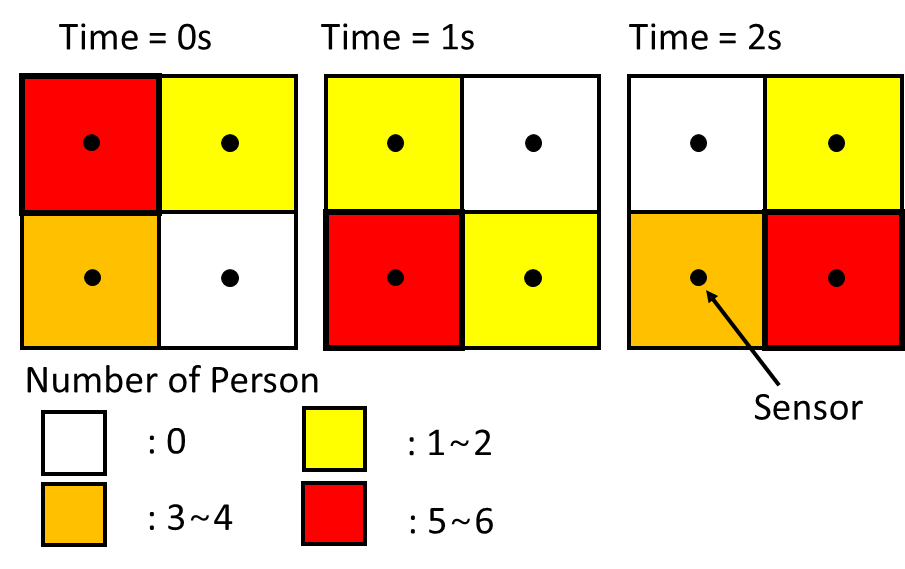 Time = 0s
Time = 1s
Time = 2s
Sensor
Number of Person
: 0
: 1~2
: 3~4
: 5~6